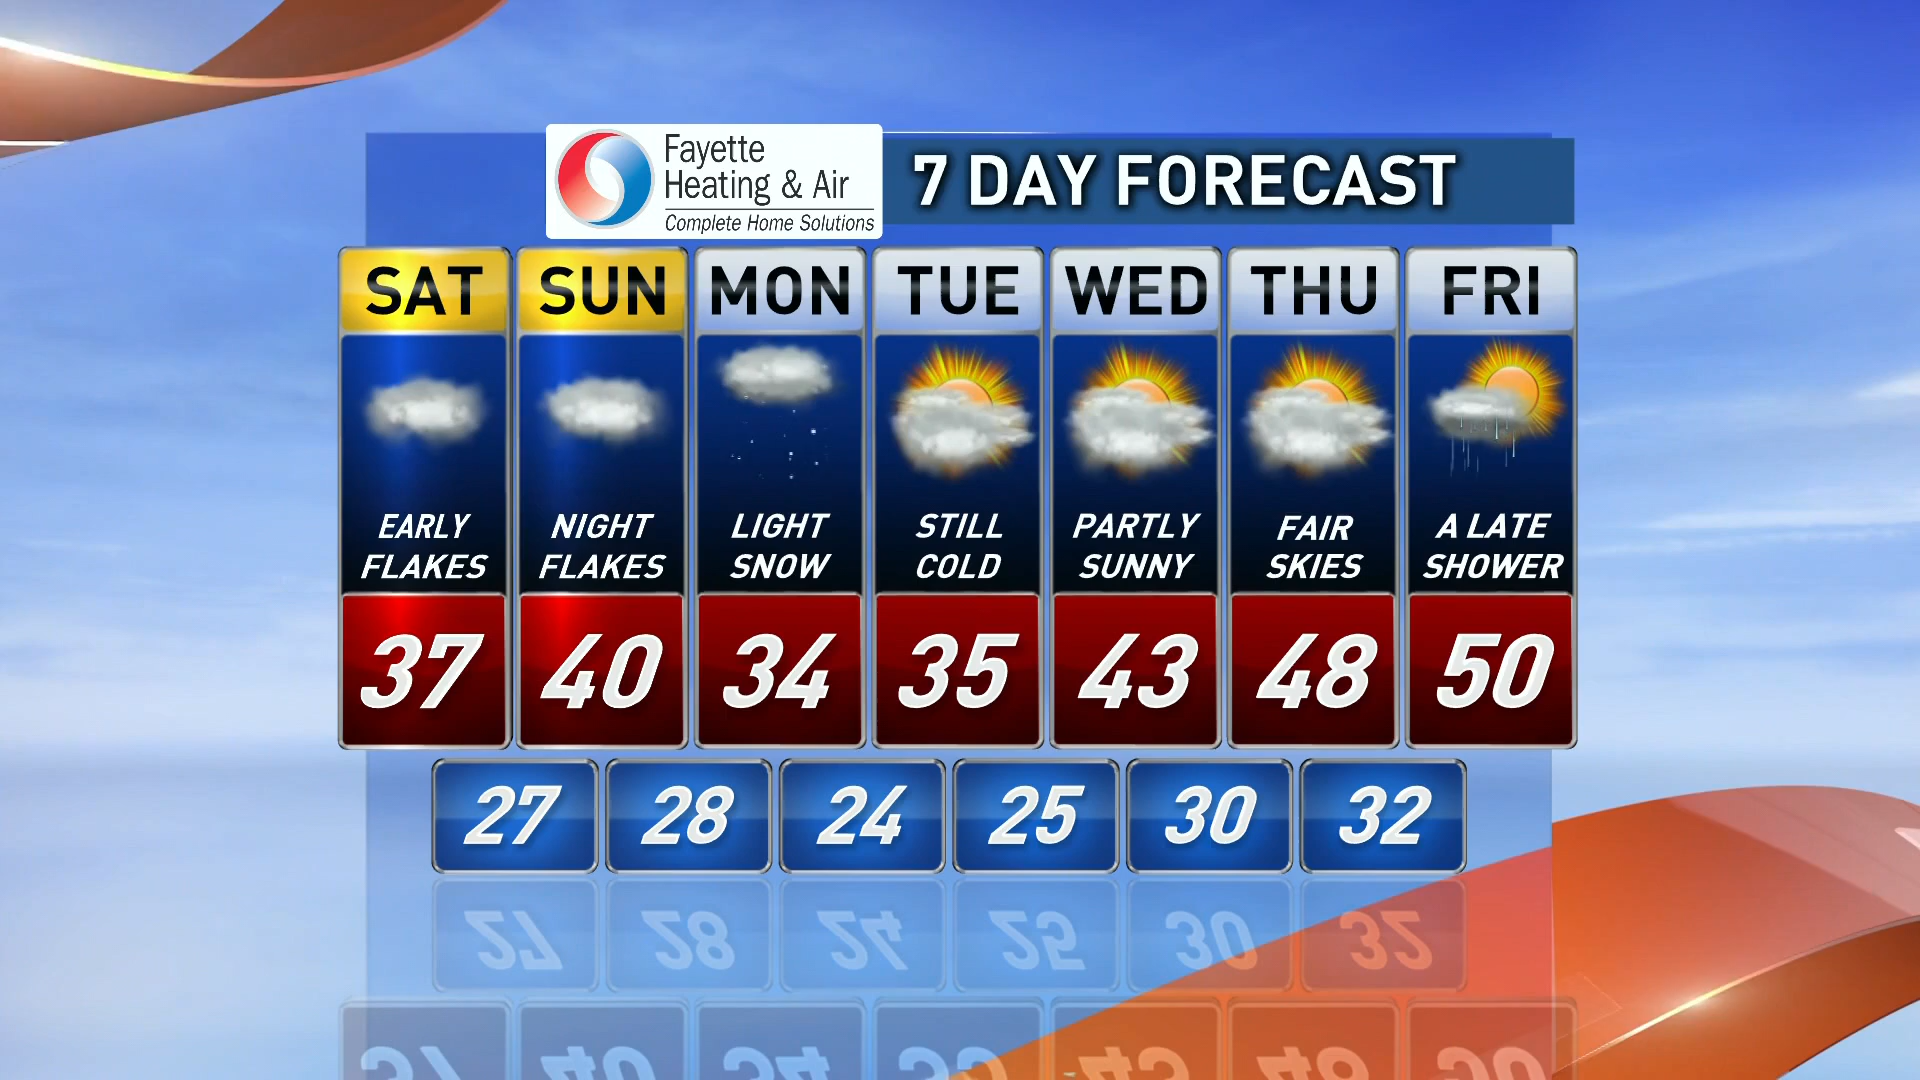 Fayette
Heating & Air
Complete Home Solutions
7 DAY FORECAST
SAT SUN MON TUE WED THU FRI
EARLY FLAKES
NIGHT FLAKES
LIGHT SNOW
STILL COLD
PARTLY SUNNY
FAIR SKIES
A LATE SHOWER
37 40 34 35 43 48 50
27 28 24 25 30 32